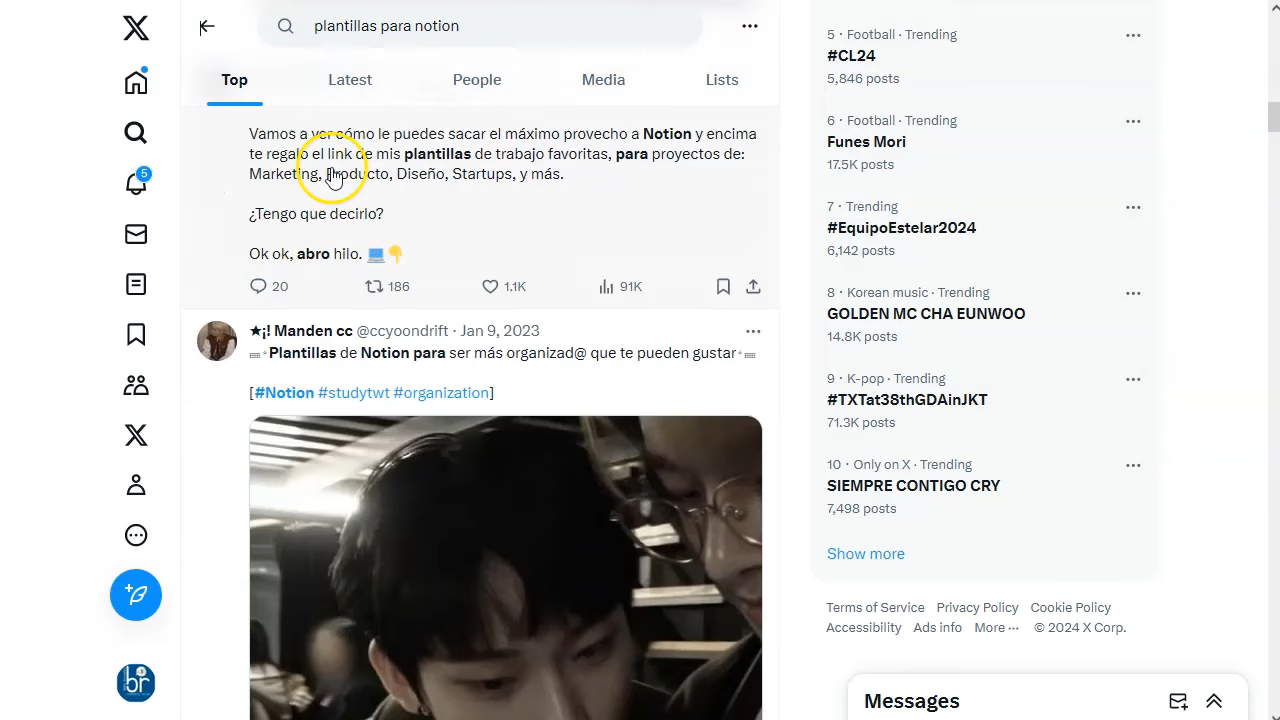 plantillas para notion
Top
Latest
People
Media
Lists
Vamos a ver cómo le puedes sacar el máximo provecho a Notion y encima
te regalo el link de mis plantillas de trabajo favoritas, para proyectos de:
Marketing, Producto, Diseño, Startups, y más.
¿Tengo que decirlo?
Ok ok, abro hilo. 💻👇
20
186
1.1K
91K
★¡! Manden cc @ccyoondrift · Jan 9, 2023
Plantillas de Notion para ser más organizad@ que te pueden gustar
[#Notion #studytwt #organization]
5
br
5 · Football · Trending
#CL24
5,846 posts
6 · Football · Trending
Funes Mori
17.5K posts
7 · Trending
#EquipoEstelar2024
6,142 posts
8 · Korean music · Trending
GOLDEN MC CHA EUNWOO
14.8K posts
9 · K-pop · Trending
#TXTat38thGDAinJKT
71.3K posts
10 · Only on X · Trending
SIEMPRE CONTIGO CRY
7,498 posts
Show more
Terms of Service Privacy Policy Cookie Policy
Accessibility Ads info More ··· © 2024 X Corp.
Messages